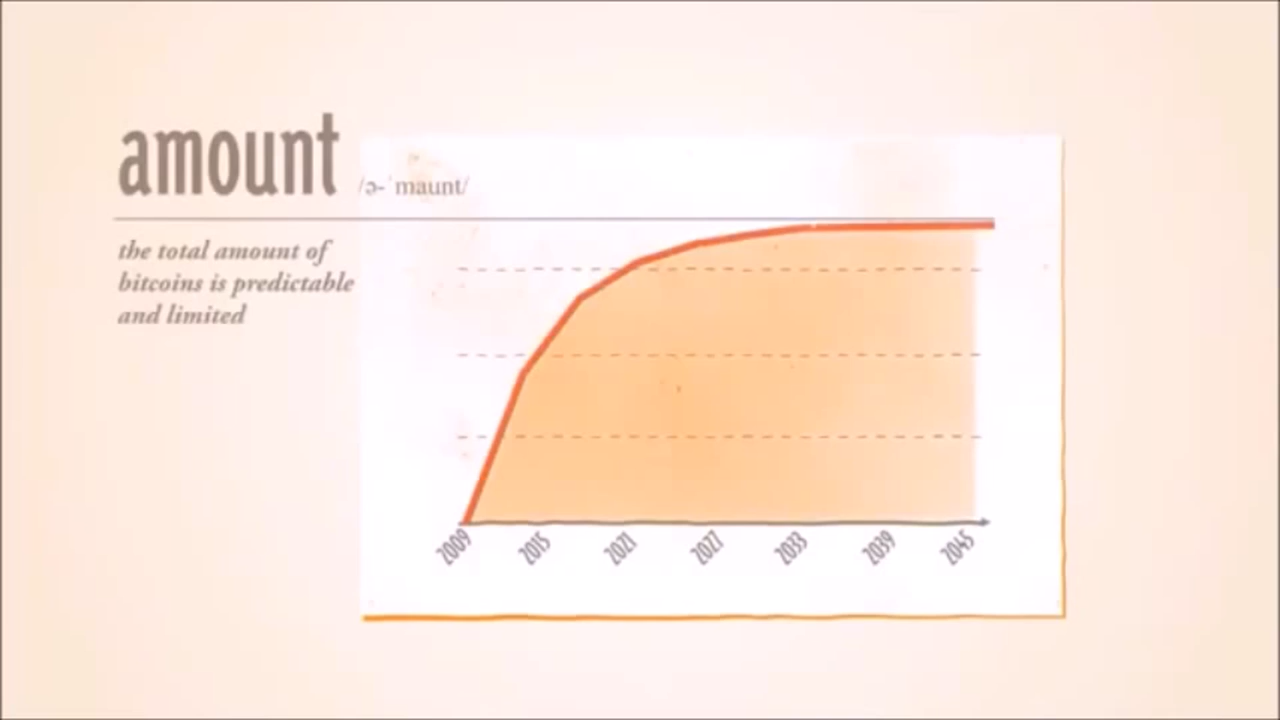 amount /ə-ˈmaunt/
the total amount of
bitcoins is predictable
and limited
2009 2015 2021 2027 2033 2039 2045